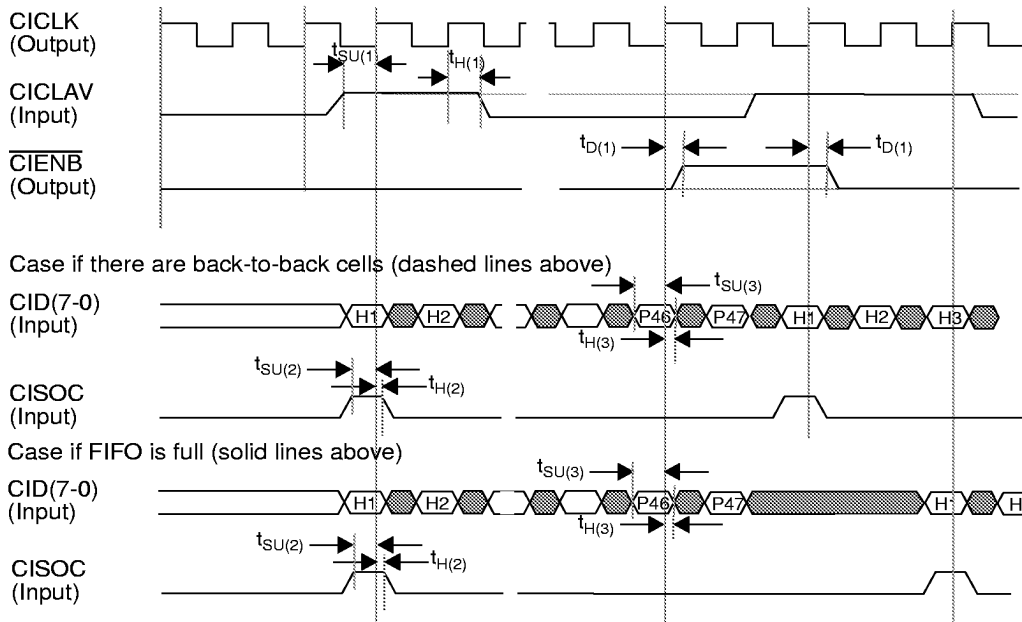 CICLK
(Output)
tSU(1)
tH(1)
CICLAV
(Input)
tD(1)
tD(1)
CIENB
(Output)
Case if there are back-to-back cells (dashed lines above)
tSU(3)
CID(7-0)
(Input)
H1
H2
P46
P47
H1
H2
H3
tH(3)
tSU(2)
tH(2)
CISOC
(Input)
Case if FIFO is full (solid lines above)
tSU(3)
CID(7-0)
(Input)
H1
H2
P46
P47
H1
H
tH(3)
tSU(2)
tH(2)
CISOC
(Input)